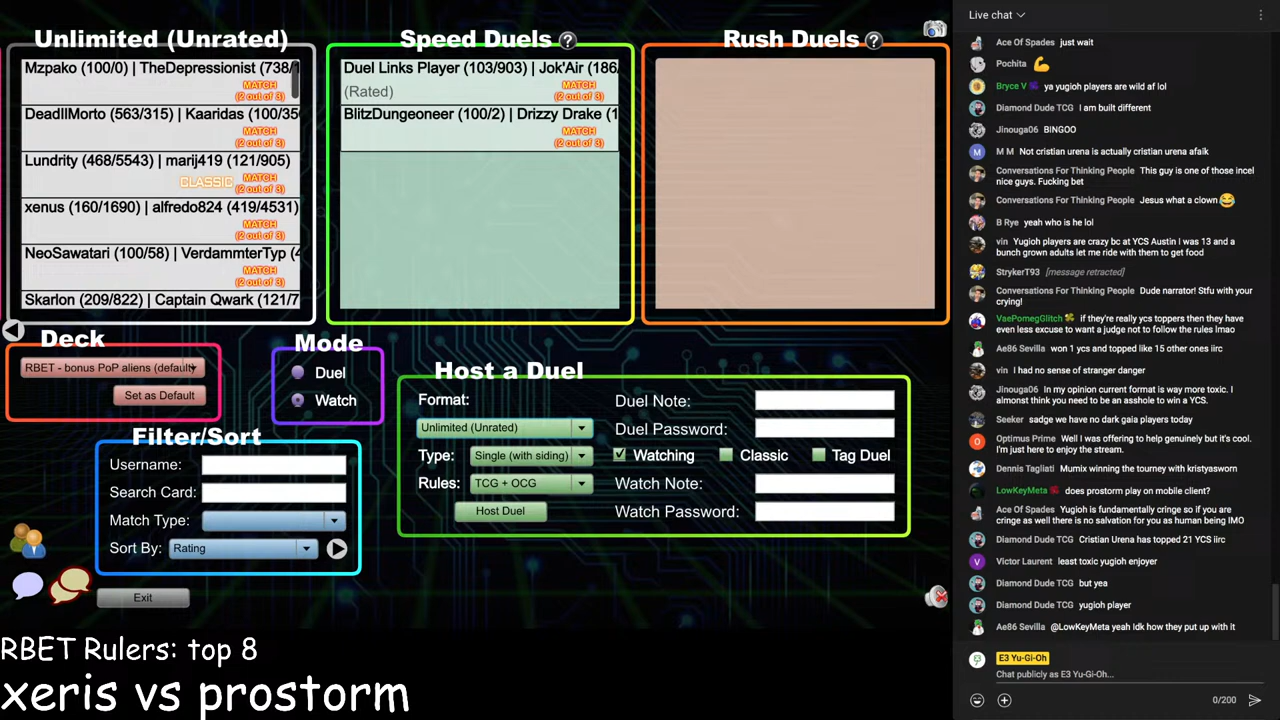 Unlimited (Unrated)
Mzpako (100/0) | TheDepressionist (738/1
MATCH
(2 out of 3)
DeadllMorto (563/315) | Kaaridas (100/35
MATCH
(2 out of 3)
Lundrity (468/5543) | marij419 (121/905)
CLASSIC
MATCH
(2 out of 3)
xenus (160/1690) | alfredo824 (419/4531)
MATCH
(2 out of 3)
NeoSawatari (100/58) | VerdammterTyp (4
MATCH
(2 out of 3)
Skarlon (209/822) | Captain Qwark (121/7
Speed Duels ?
Duel Links Player (103/903) | Jok'Air (186/
(Rated)
MATCH
(2 out of 3)
BlitzDungeoneer (100/2) | Drizzy Drake (1
MATCH
(2 out of 3)
Rush Duels ?
Deck
RBET - bonus PoP aliens (default)
Set as Default
Mode
Duel
Watch
Filter/Sort
Username:
Search Card:
Match Type:
Sort By: Rating
Exit
Host a Duel
Format:
Unlimited (Unrated)
Type: Single (with siding)
Rules: TCG + OCG
Host Duel
Duel Note:
Duel Password:
Watching Classic Tag Duel
Watch Note:
Watch Password:
RBET Rulers: top 8
xeris vs prostorm
Live chat
Ace Of Spades just wait
Pochita
Bryce V ya yugioh players are wild af lol
Diamond Dude TCG I am built different
Jinouga06 BINGOO
M M Not cristian urena is actually cristian urena afaik
Conversations For Thinking People This guy is one of those incel
nice guys. Fucking bet
Conversations For Thinking People Jesus what a clown
B Rye yeah who is he lol
vin Yugioh players are crazy bc at YCS Austin I was 13 and a
bunch grown adults let me ride with them to get food
StrykerT93 [message retracted]
Conversations For Thinking People Dude narrator! Stfu with your
crying!
VaePomegGlitch if they're really ycs toppers then they have
even less excuse to want a judge not to follow the rules lmao
Ae86 Sevilla won 1 ycs and topped like 15 other ones iirc
vin I had no sense of stranger danger
Jinouga06 In my opinion current format is way more toxic. I
almonst think you need to be an asshole to win a YCS.
Seeker sadge we have no dark gaia players today
Optimus Prime Well I was offering to help genuinely but it's cool.
I'm just here to enjoy the stream.
Dennis Tagliati Mumix winning the tourney with kristyasworn
LowKeyMeta does prostorm play on mobile client?
Ace Of Spades Yugioh is fundamentally cringe so if you are
cringe as well there is no salvation for you as human being IMO
Diamond Dude TCG Cristian Urena has topped 21 YCS iirc
Victor Laurent least toxic yugioh enjoyer
Diamond Dude TCG but yea
Diamond Dude TCG yugioh player
Ae86 Sevilla @LowKeyMeta yeah Idk how they put up with it
E3 Yu-Gi-Oh
Chat publicly as E3 Yu-Gi-Oh...
0/200